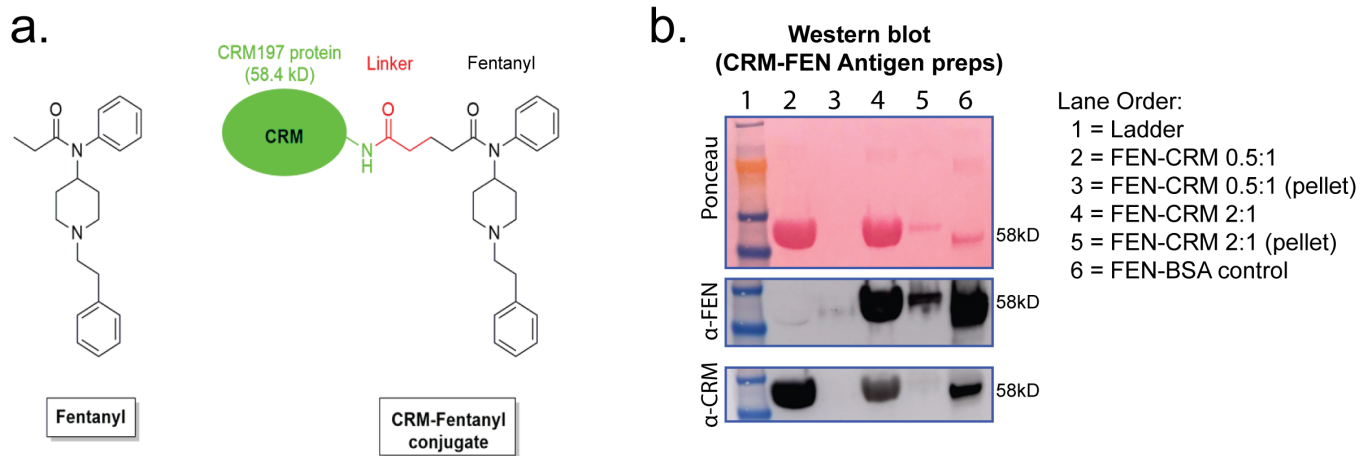 a.
CRM197 protein
(58.4 kD)
Linker
Fentanyl
CRM
O
N
N
O
N
H
O
N
N
Fentanyl
CRM-Fentanyl
conjugate
b.
Western blot
(CRM-FEN Antigen preps)
1 2 3 4 5 6
Ponceau
58kD
α-FEN
58kD
α-CRM
58kD
Lane Order:
1 = Ladder
2 = FEN-CRM 0.5:1
3 = FEN-CRM 0.5:1 (pellet)
4 = FEN-CRM 2:1
5 = FEN-CRM 2:1 (pellet)
6 = FEN-BSA control